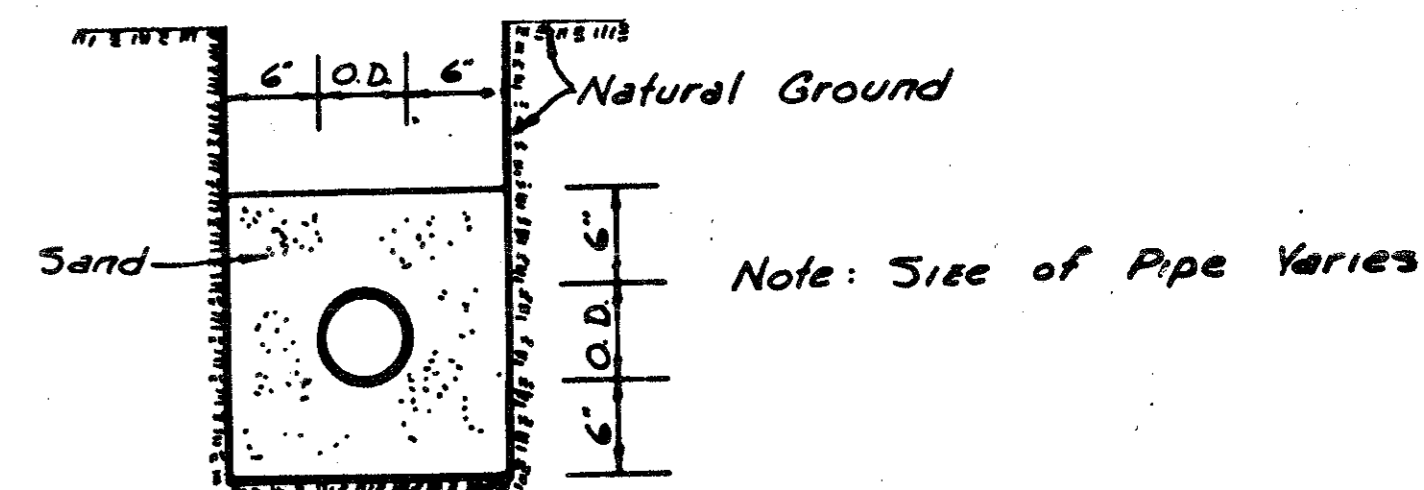 6" O.D. 6"
Natural Ground
Sand
6"
O.D.
6"
Note: Size of Pipe Varies